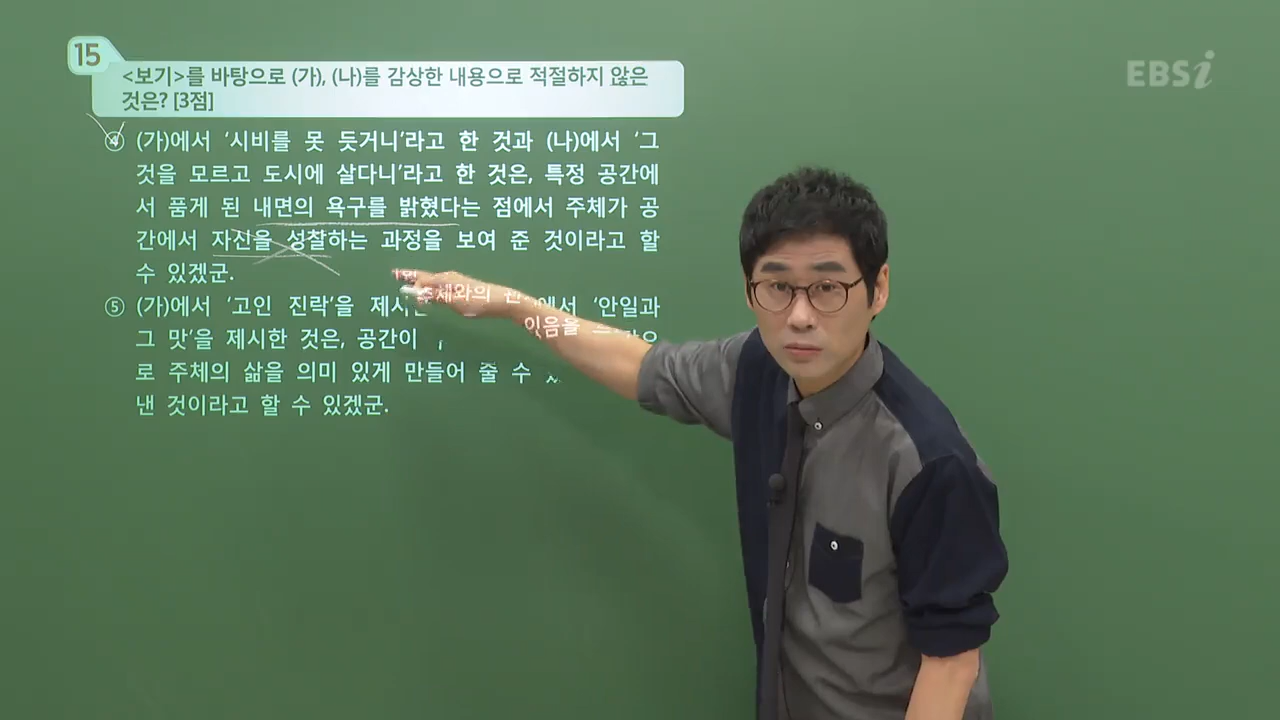 15
<보기>를 바탕으로 (가), (나)를 감상한 내용으로 적절하지 않은
것은? [3점]
EBSi
④ (가)에서 ‘시비를 못 듯거니’라고 한 것과 (나)에서 ‘그
것을 모르고 도시에 살다니’라고 한 것은, 특정 공간에
서 품게 된 내면의 욕구를 밝혔다는 점에서 주체가 공
간에서 자신을 성찰하는 과정을 보여 준 것이라고 할
수 있겠군.
⑤ (가)에서 ‘고인 진락’을 제시 ‘안일과
그 맛’을 제시한 것은, 공간이 주체와의
로 주체의 삶을 의미 있게 만들어 줄 수
낸 것이라고 할 수 있겠군.